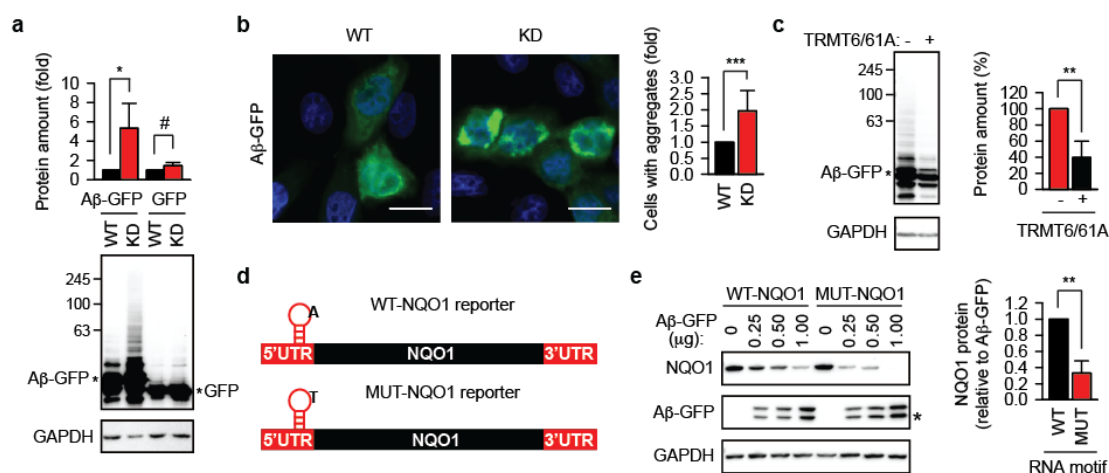 a
Protein amount (fold)
10
8
6
4
2
0
*
#
Aβ-GFP GFP
WT
KD
WT
KD
245
100
63
Aβ-GFP *
*GFP
GAPDH
b
WT KD
Aβ-GFP
Cells with aggregates (fold)
3.0
2.5
2.0
1.5
1.0
0.5
0.0
***
WT
KD
c
TRMT6/61A: - +
245
100
63
Aβ-GFP *
GAPDH
Protein amount (%)
120
100
80
60
40
20
0
**
- +
TRMT6/61A
d
WT-NQO1 reporter
A
5'UTR NQO1 3'UTR
MUT-NQO1 reporter
T
5'UTR NQO1 3'UTR
e
WT-NQO1 MUT-NQO1
Aβ-GFP
(μg):
0 0.25 0.50 1.00 0 0.25 0.50 1.00
NQO1
Aβ-GFP
*
GAPDH
NQO1 protein
(relative to Aβ-GFP)
1.2
1.0
0.8
0.6
0.4
0.2
0.0
**
WT
MUT
RNA motif